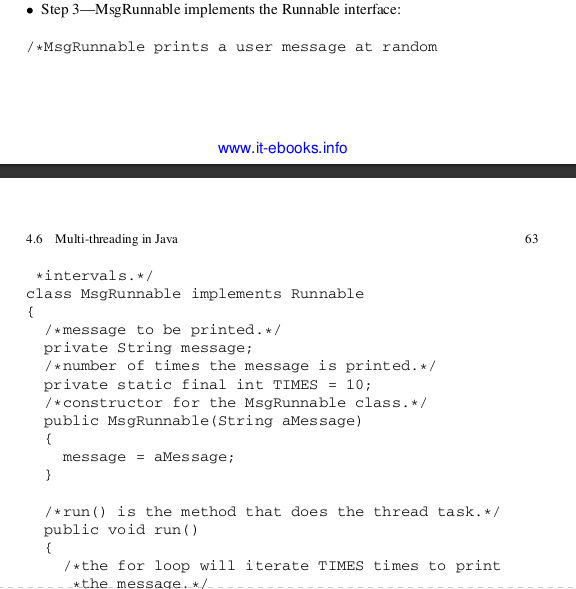 • Step 3—MsgRunnable implements the Runnable interface:
/*MsgRunnable prints a user message at random
www.it-ebooks.info
4.6 Multi-threading in Java 63
*intervals.*/
class MsgRunnable implements Runnable
{
/*message to be printed.*/
private String message;
/*number of times the message is printed.*/
private static final int TIMES = 10;
/*constructor for the MsgRunnable class.*/
public MsgRunnable(String aMessage)
{
message = aMessage;
}
/*run() is the method that does the thread task.*/
public void run()
{
/*the for loop will iterate TIMES times to print
*the message.*/